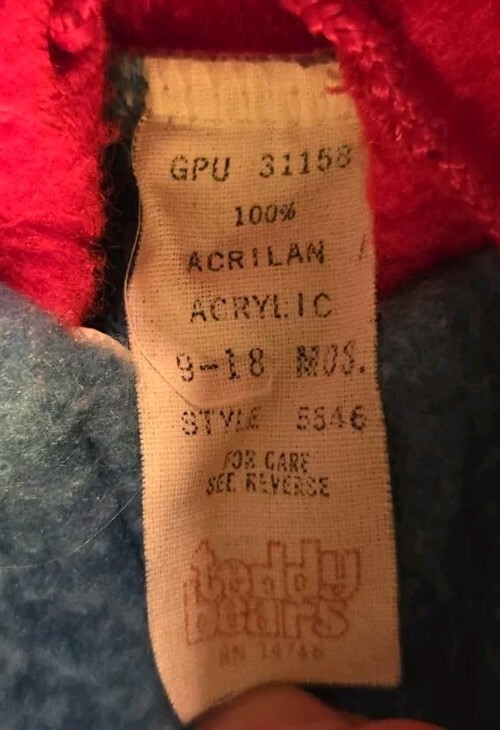 GPU 31158
100%
ACRILAN
ACRYLIC
9-18 MOS.
STYLE 5546
FOR CARE
SEE REVERSE
teddy
bears
RN 14746